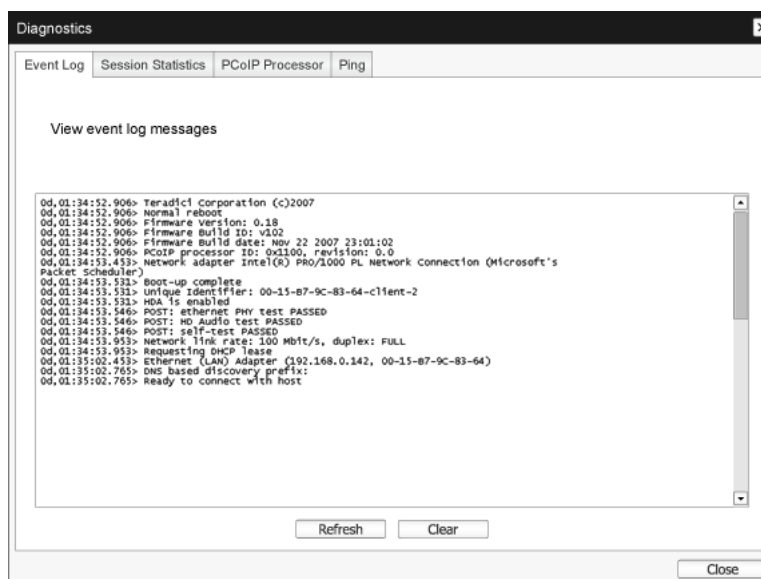 Diagnostics
Event Log
Session Statistics
PCoIP Processor
Ping
View event log messages
0d,01:34:52.906> Teradici Corporation (c)2007
0d,01:34:52.906> Normal reboot
0d,01:34:52.906> Firmware Version: 0.18
0d,01:34:52.906> Firmware Build ID: v102
0d,01:34:52.906> Firmware Build date: Nov 22 2007 23:01:02
0d,01:34:52.906> PCoIP processor ID: 0x1100, revision: 0.0
0d,01:34:53.453> Network adapter Intel(R) PRO/1000 PL Network Connection (Microsoft's
Packet Scheduler)
0d,01:34:53.531> Boot-up complete
0d,01:34:53.531> Unique Identifier: 00-15-B7-9C-83-64-client-2
0d,01:34:53.531> HDA is enabled
0d,01:34:53.546> POST: ethernet PHY test PASSED
0d,01:34:53.546> POST: HD Audio test PASSED
0d,01:34:53.546> POST: self-test PASSED
0d,01:34:53.953> Network link rate: 100 Mbit/s, duplex: FULL
0d,01:34:53.953> Requesting DHCP lease
0d,01:35:02.453> Ethernet (LAN) Adapter (192.168.0.142, 00-15-B7-9C-83-64)
0d,01:35:02.765> DNS based discovery prefix:
0d,01:35:02.765> Ready to connect with host
Refresh
Clear
Close